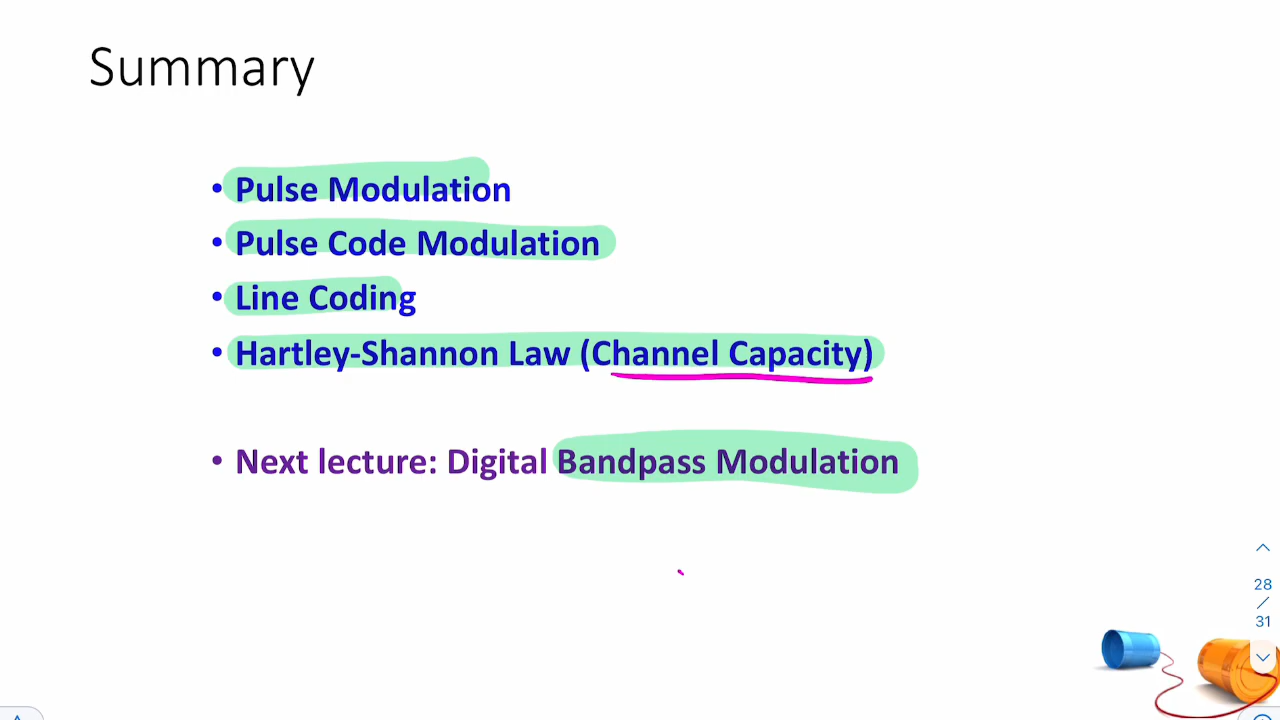 Summary
• Pulse Modulation
• Pulse Code Modulation
• Line Coding
• Hartley-Shannon Law (Channel Capacity)
• Next lecture: Digital Bandpass Modulation
28
/
31